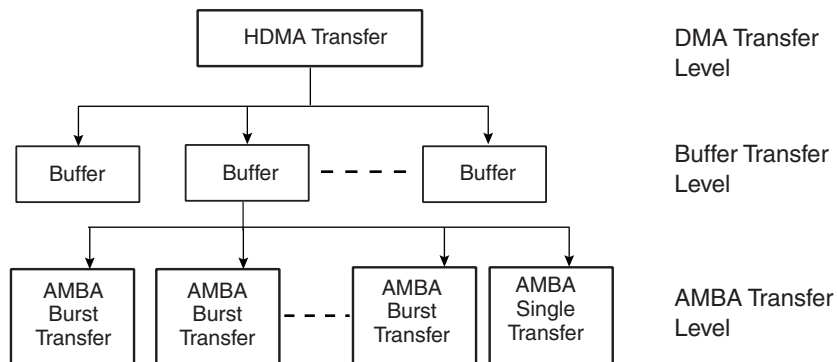 HDMA Transfer
DMA Transfer
Level
Buffer
Buffer
Buffer
Buffer Transfer
Level
AMBA
Burst
Transfer
AMBA
Burst
Transfer
AMBA
Burst
Transfer
AMBA
Single
Transfer
AMBA Transfer
Level